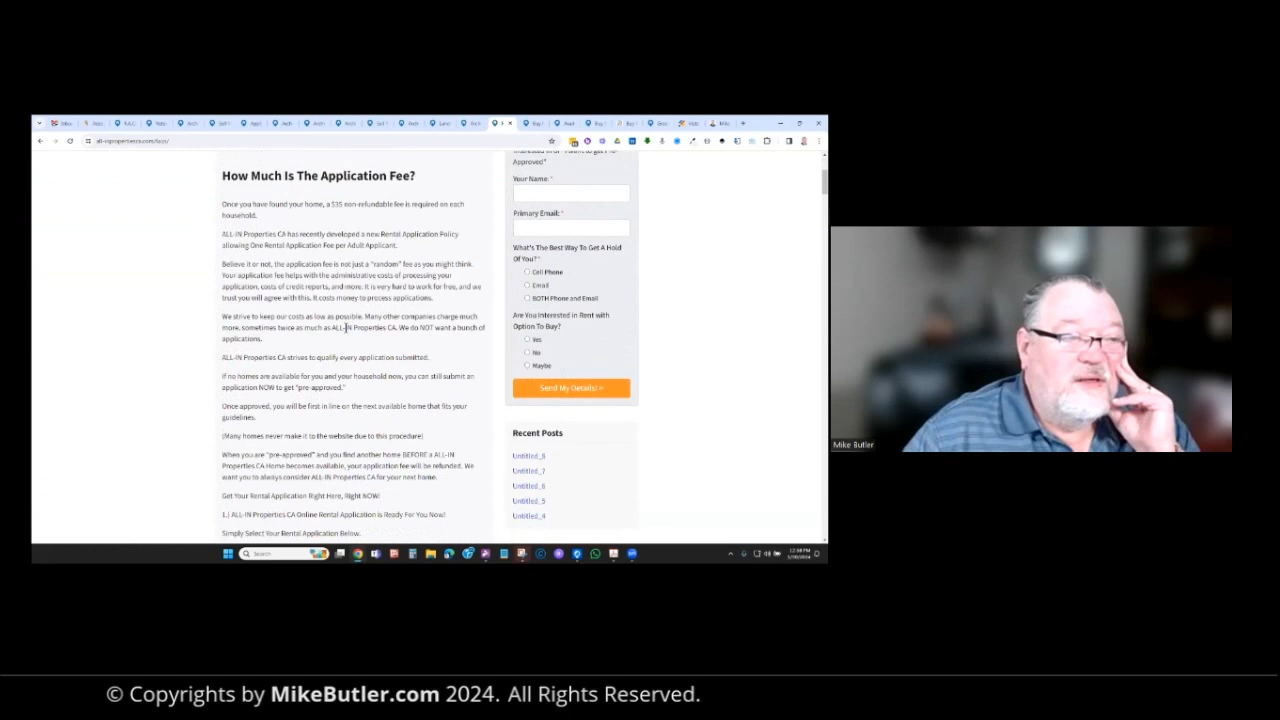 all-inpropertiesca.com/faqs/
How Much Is The Application Fee?
Once you have found your home, a $35 non-refundable fee is required on each
household.
ALL-IN Properties CA has recently developed a new Rental Application Policy
allowing One Rental Application Fee per Adult Applicant.
Believe it or not, the application fee is not just a "random" fee as you might think.
Your application fee helps with the administrative costs of processing your
application, costs of credit reports, and more. It is very hard to work for free, and we
trust you will agree with this. It costs money to process applications.
We strive to keep our costs as low as possible. Many other companies charge much
more, sometimes twice as much as ALL-IN Properties CA. We do NOT want a bunch of
applications.
ALL-IN Properties CA strives to qualify every application submitted.
If no homes are available for you and your household now, you can still submit an
application NOW to get "pre-approved."
Once approved, you will be first in line on the next available home that fits your
guidelines.
(Many homes never make it to the website due to this procedure)
When you are "pre-approved" and you find another home BEFORE a ALL-IN
Properties CA Home becomes available, your application fee will be refunded. We
want you to always consider ALL-IN Properties CA for your next home.
Get Your Rental Application Right Here, Right NOW!
1.) ALL-IN Properties CA Online Rental Application is Ready For You Now!
Simply Select Your Rental Application Below.
Approved"
Your Name: *
Primary Email: *
What's The Best Way To Get A Hold
Of You? *
Cell Phone
Email
BOTH Phone and Email
Are You Interested in Rent with
Option To Buy?
Yes
No
Maybe
Send My Details! »
Recent Posts
Untitled_8
Untitled_7
Untitled_6
Untitled_5
Untitled_4
Search
12:38 PM
Mike Butler
© Copyrights by MikeButler.com 2024. All Rights Reserved.